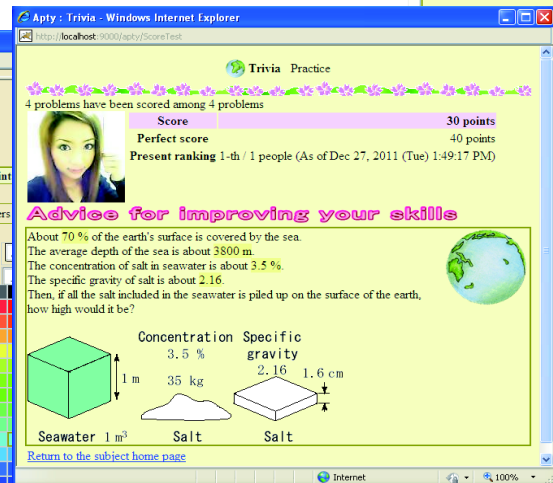 Apty : Trivia - Windows Internet Explorer
http://localhost:9000/apty/ScoreTest
Trivia Practice
4 problems have been scored among 4 problems
Score 30 points
Perfect score 40 points
Present ranking 1-th / 1 people (As of Dec 27, 2011 (Tue) 1:49:17 PM)
Advice for improving your skills
About 70 % of the earth's surface is covered by the sea.
The average depth of the sea is about 3800 m.
The concentration of salt in seawater is about 3.5 %.
The specific gravity of salt is about 2.16.
Then, if all the salt included in the seawater is piled up on the surface of the earth,
how high would it be?
Concentration Specific
3.5 % gravity
2.16 1.6 cm
1 m 35 kg
Seawater 1 m³ Salt Salt
Return to the subject home page
Internet 100%